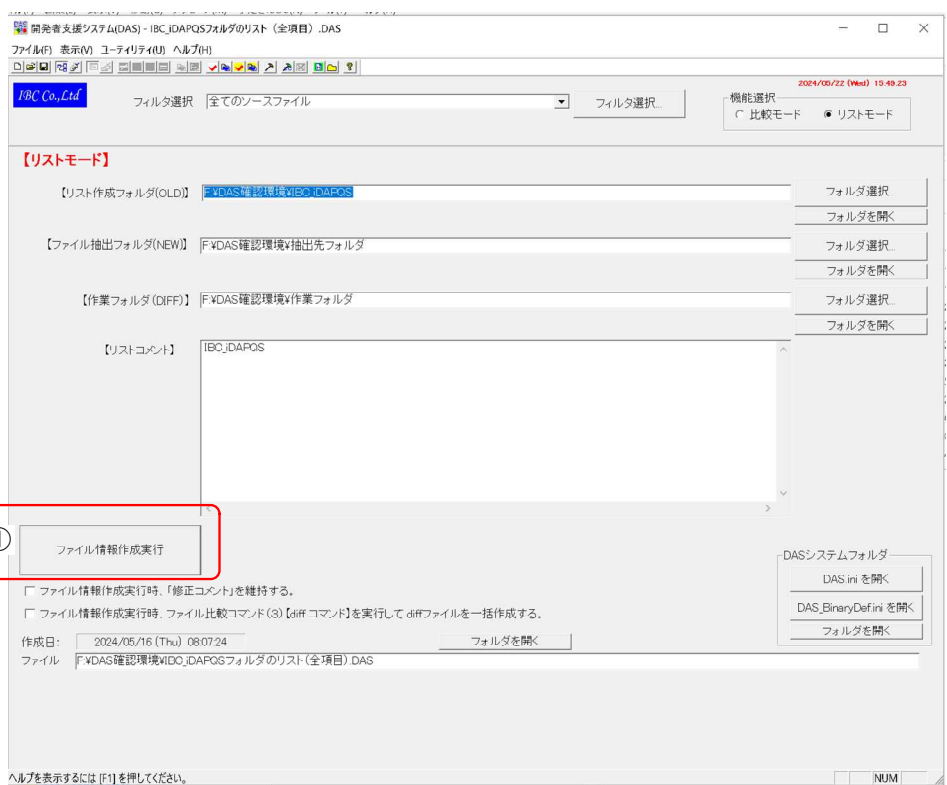 開発者支援システム(DAS) - IBC_iDAPQSフォルダのリスト（全項目）.DAS
ファイル(F) 表示(V) ユーティリティ(U) ヘルプ(H)
2024/05/22 (Wed) 15:49:23
IBC Co.,Ltd
フィルタ選択 全てのソースファイル フィルタ選択...
機能選択
比較モード リストモード
【リストモード】
【リスト作成フォルダ(OLD)】 F:¥DAS確認環境¥IBC_iDAPQS フォルダ選択...
フォルダを開く
【ファイル抽出フォルダ(NEW)】 F:¥DAS確認環境¥抽出先フォルダ フォルダ選択...
フォルダを開く
【作業フォルダ(DIFF)】 F:¥DAS確認環境¥作業フォルダ フォルダ選択...
フォルダを開く
【リストコメント】 IBC_iDAPQS
①
ファイル情報作成実行
DASシステムフォルダ
DAS.ini を開く
ファイル情報作成実行時、「修正コメント」を維持する。
DAS_BinaryDef.ini を開く
ファイル情報作成実行時、ファイル比較コマンド(3)【diff コマンド】を実行して diffファイルを一括作成する。
フォルダを開く
作成日: 2024/05/16 (Thu) 08:07:24 フォルダを開く
ファイル F:¥DAS確認環境¥IBC_iDAPQSフォルダのリスト(全項目).DAS
ヘルプを表示するには [F1] を押してください。 NUM